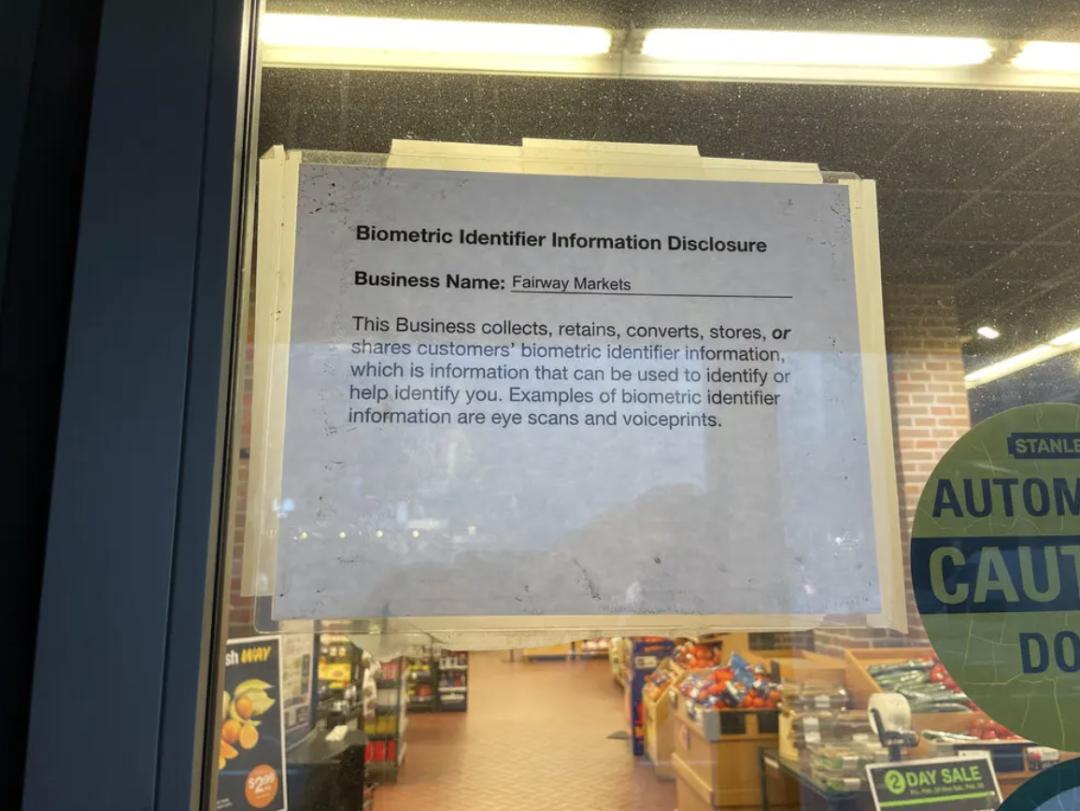 Biometric Identifier Information Disclosure
Business Name: Fairway Markets
This Business collects, retains, converts, stores, or
shares customers' biometric identifier information,
which is information that can be used to identify or
help identify you. Examples of biometric identifier
information are eye scans and voiceprints.
STANLE
AUTOM
CAUT
DO
sh WAY
2 DAY SALE